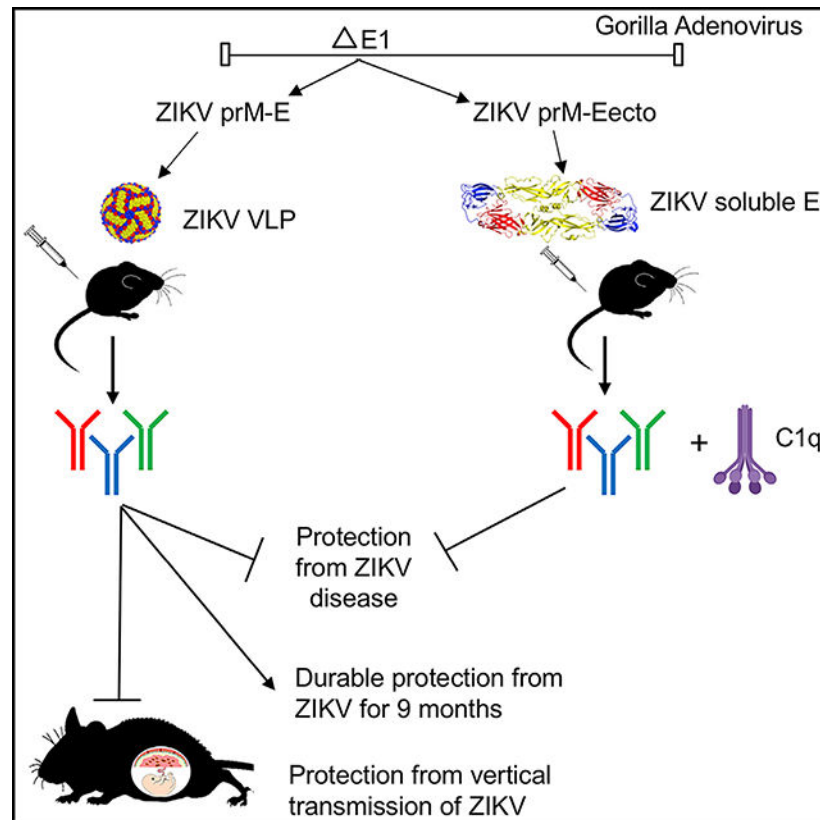 Gorilla Adenovirus
△E1
ZIKV prM-E
ZIKV prM-Eecto
ZIKV VLP
ZIKV soluble E
+
C1q
Protection
from ZIKV
disease
Durable protection from
ZIKV for 9 months
Protection from vertical
transmission of ZIKV